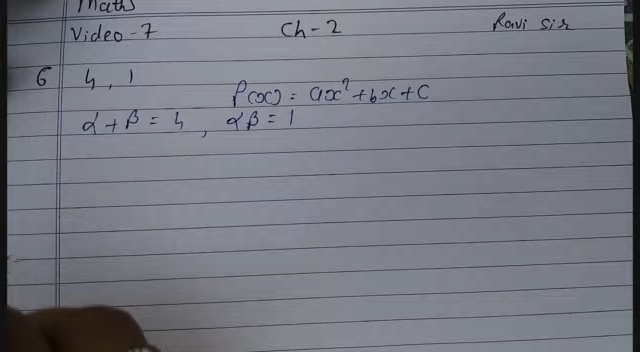 Maths
Video-7 Ch-2 Ravi sir
6 4, 1
P(x) = ax²+bx+c
α+β = 4, αβ = 1